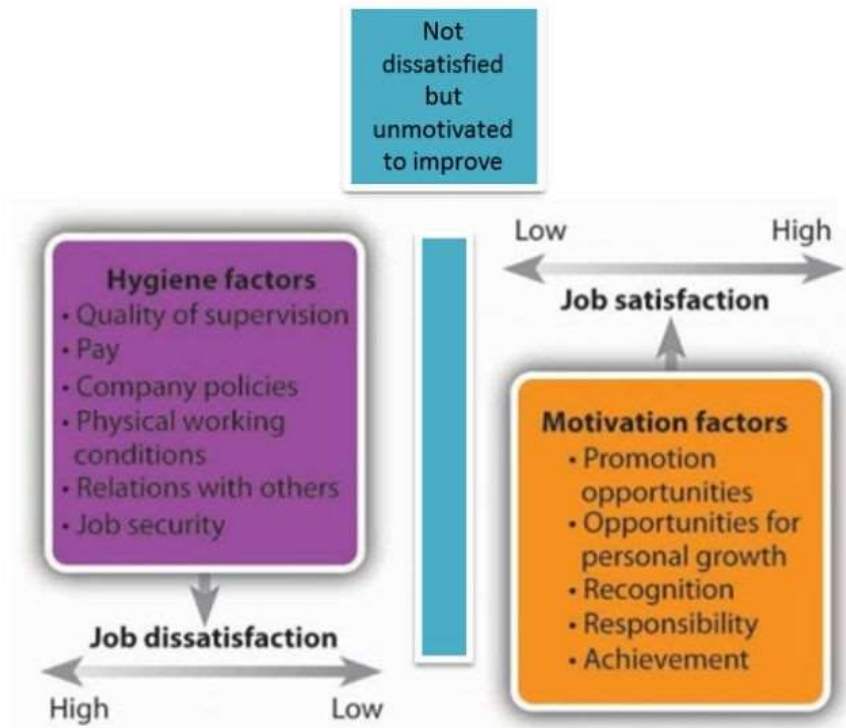 Not
dissatisfied
but
unmotivated
to improve
Hygiene factors
• Quality of supervision
• Pay
• Company policies
• Physical working
conditions
• Relations with others
• Job security
Job dissatisfaction
High Low
Low High
Job satisfaction
Motivation factors
• Promotion
opportunities
• Opportunities for
personal growth
• Recognition
• Responsibility
• Achievement